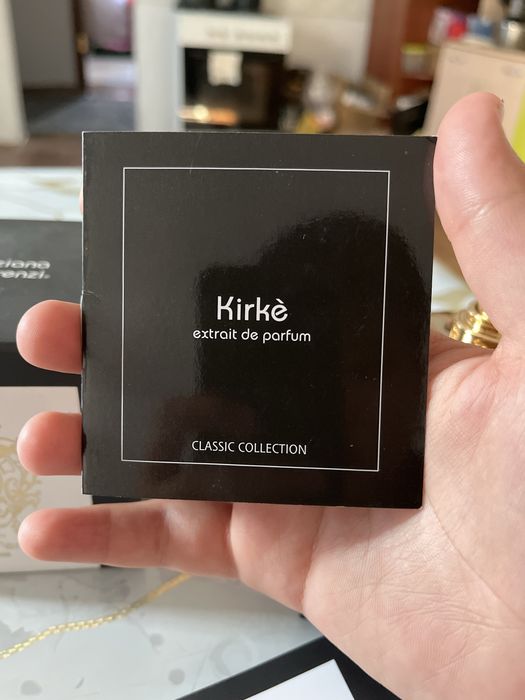 Kirkè
extrait de parfum
CLASSIC COLLECTION